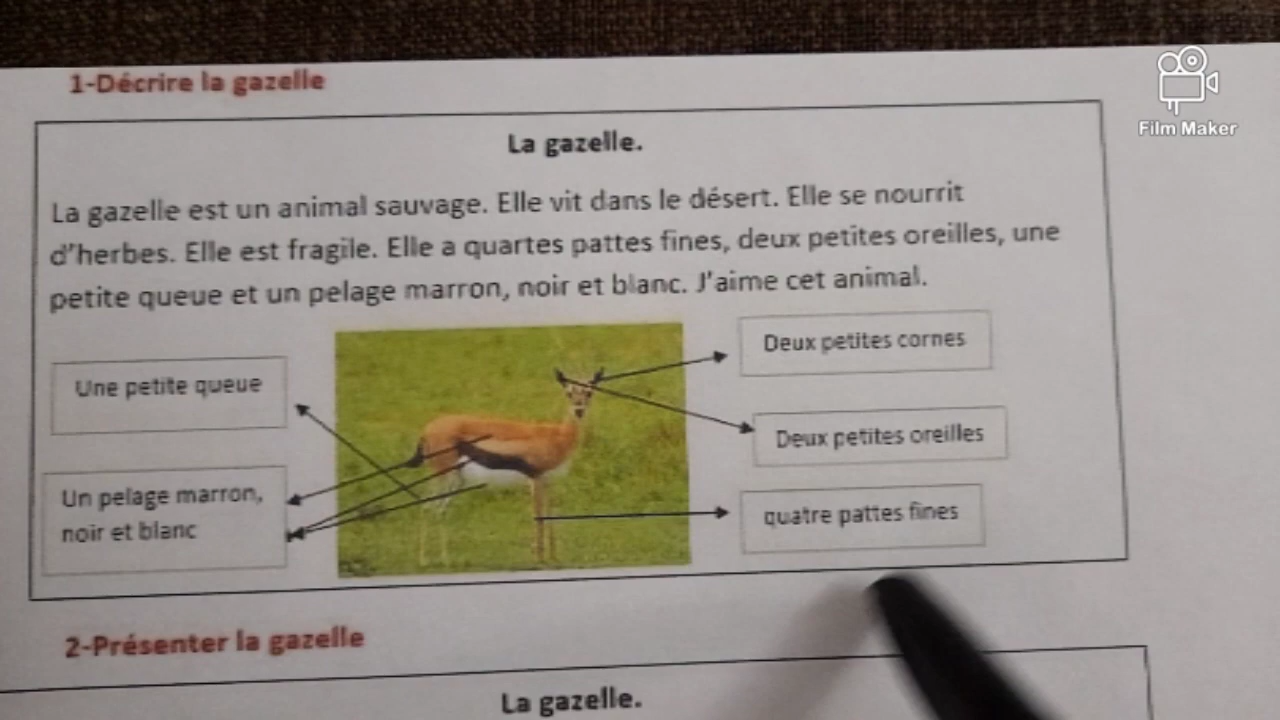 1-Décrire la gazelle
Film Maker
La gazelle.
La gazelle est un animal sauvage. Elle vit dans le désert. Elle se nourrit
d'herbes. Elle est fragile. Elle a quartes pattes fines, deux petites oreilles, une
petite queue et un pelage marron, noir et blanc. J'aime cet animal.
Une petite queue
Un pelage marron,
noir et blanc
Deux petites cornes
Deux petites oreilles
quatre pattes fines
2-Présenter la gazelle
La gazelle.